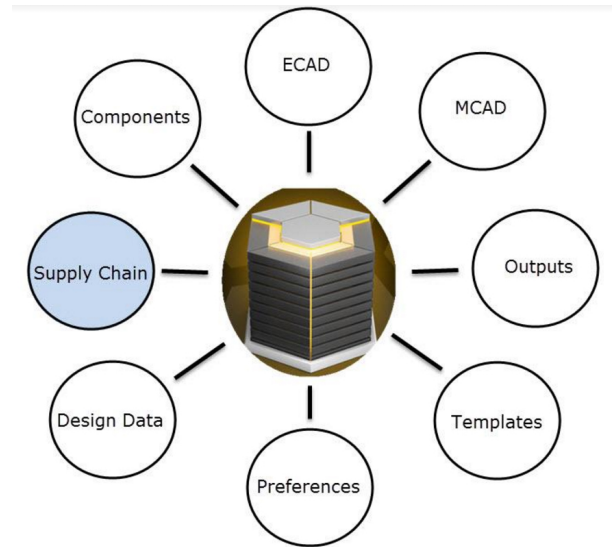 ECAD
MCAD
Components
Supply Chain
Outputs
Design Data
Templates
Preferences